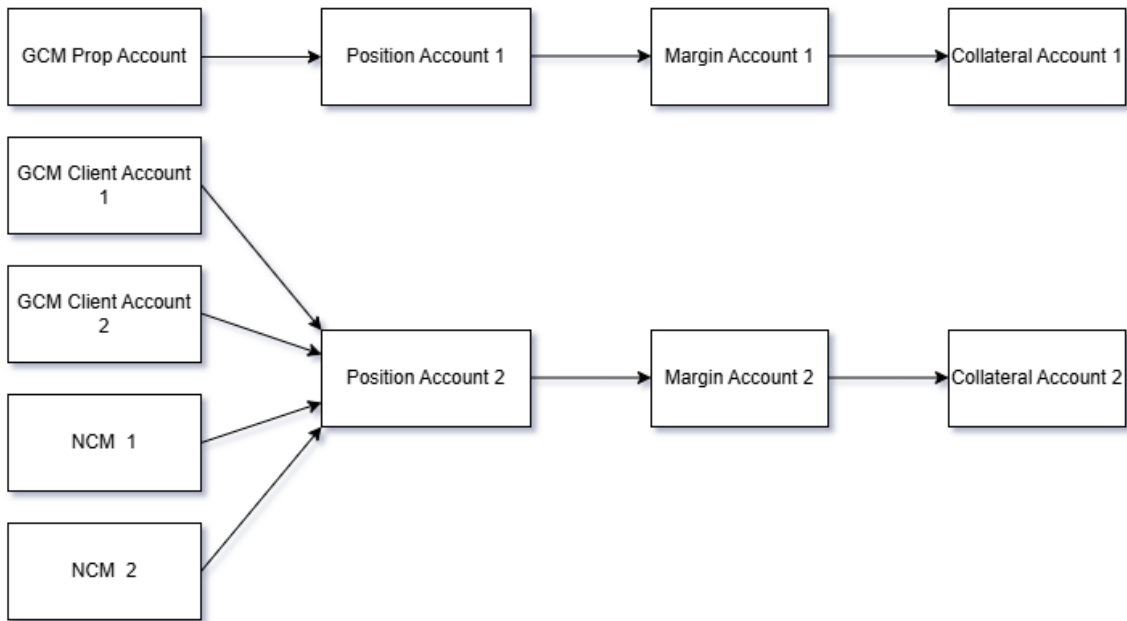 GCM Prop Account
Position Account 1
Margin Account 1
Collateral Account 1
GCM Client Account
1
GCM Client Account
2
Position Account 2
Margin Account 2
Collateral Account 2
NCM 1
NCM 2